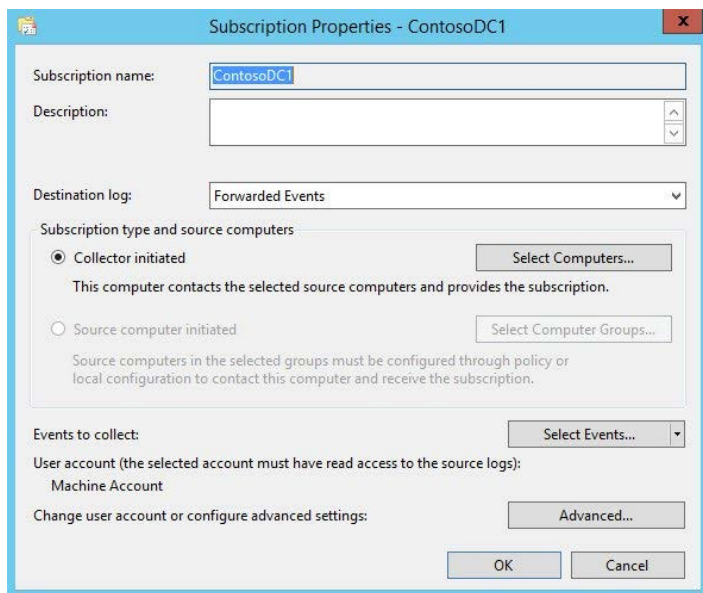 Subscription Properties - ContosoDC1
x
Subscription name:
ContosoDC1
Description:
Destination log:
Forwarded Events
Subscription type and source computers
Collector initiated
Select Computers...
This computer contacts the selected source computers and provides the subscription.
Source computer initiated
Select Computer Groups...
Source computers in the selected groups must be configured through policy or
local configuration to contact this computer and receive the subscription.
Events to collect:
Select Events...
User account (the selected account must have read access to the source logs):
Machine Account
Change user account or configure advanced settings:
Advanced...
OK
Cancel